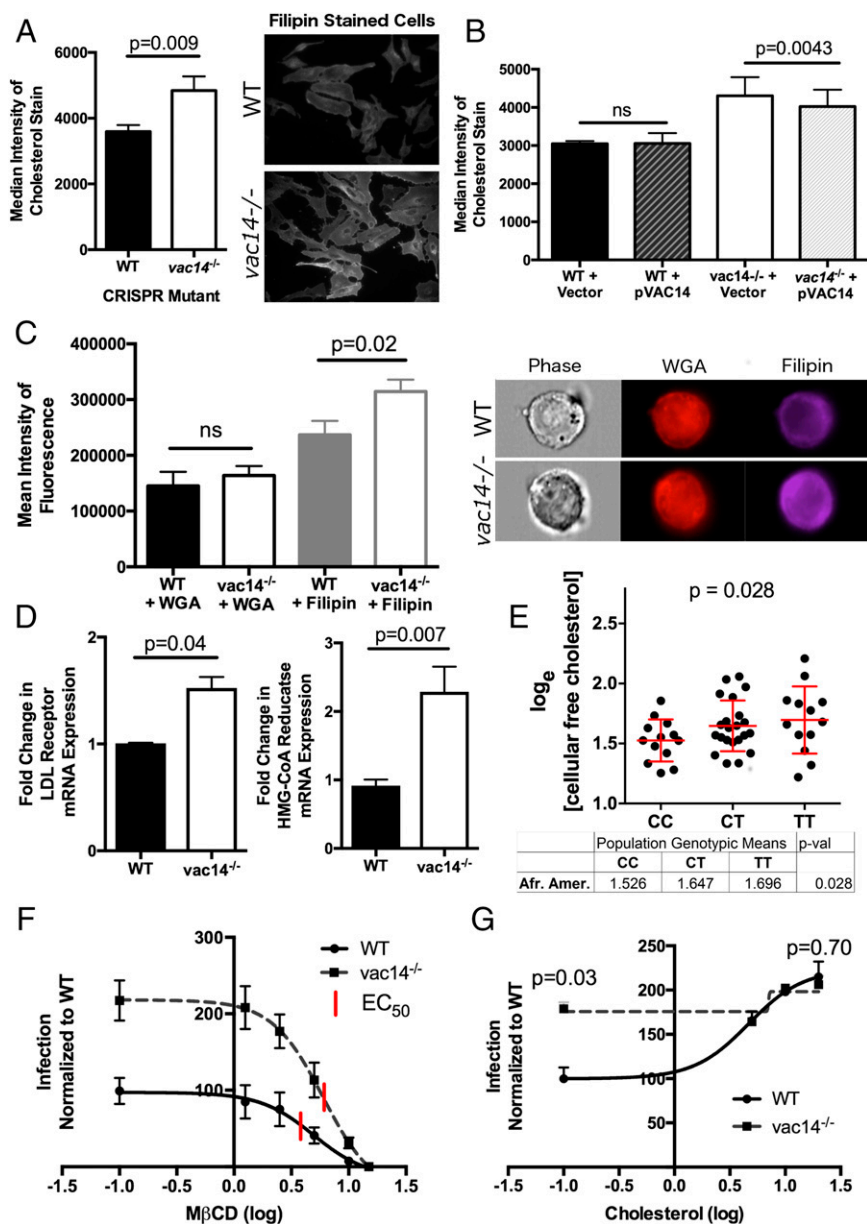 A
Filipin Stained Cells
6000
4000
2000
0
Median Intensity of
Cholesterol Stain
p=0.009
WT
vac14-/-
CRISPR Mutant
WT
vac14-/-
B
p=0.0043
5000
4000
3000
2000
1000
0
Median Intensity of
Cholesterol Stain
ns
WT +
Vector
WT +
pVAC14
vac14-/- +
Vector
vac14-/- +
pVAC14
C
400000
300000
200000
100000
0
Mean Intensity of
Fluorescence
ns
p=0.02
WT
+ WGA
vac14-/-
+ WGA
WT
+ Filipin
vac14-/-
+ Filipin
Phase
WGA
Filipin
WT
vac14-/-
D
2
1
0
Fold Change in
LDL Receptor
mRNA Expression
p=0.04
WT
vac14-/-
3
2
1
0
Fold Change in
HMG-CoA Reducatse
mRNA Expression
p=0.007
WT
vac14-/-
E
p = 0.028
2.5
2.0
1.5
1.0
loge
[cellular free cholesterol]
CC
CT
TT
Population Genotypic Means
p-val
CC
CT
TT
Afr. Amer.
1.526
1.647
1.696
0.028
F
300
200
100
Infection
Normalized to WT
WT
vac14-/-
EC50
-1.5
-1.0
-0.5
0.0
0.5
1.0
1.5
MβCD (log)
G
250
200
150
100
50
Infection
Normalized to WT
p=0.03
p=0.70
WT
vac14-/-
-1.5
-1.0
-0.5
0.0
0.5
1.0
1.5
Cholesterol (log)